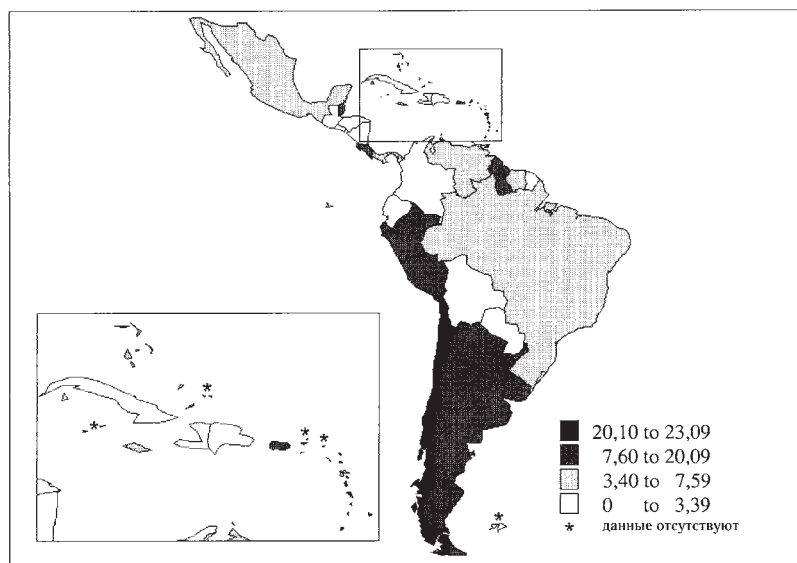 20,10 to 23,09
7,60 to 20,09
3,40 to 7,59
0 to 3,39
* данные отсутствуют
*
*
*
*
*